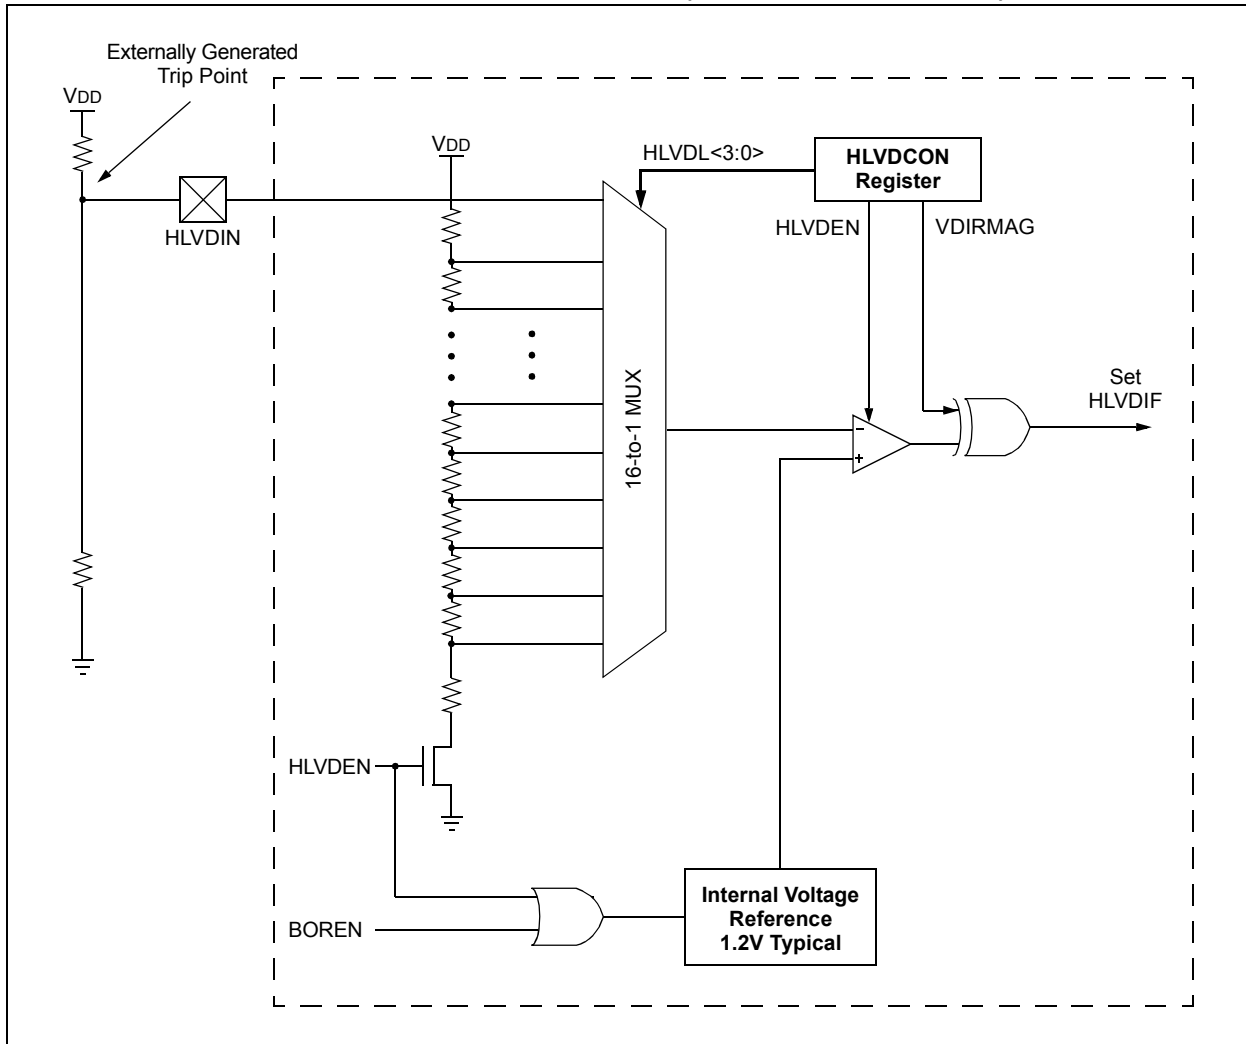 Externally Generated
Trip Point
VDD
VDD
HLVDL<3:0>
HLVDCON
Register
HLVDIN
HLVDEN
VDIRMAG
16-to-1 MUX
Set
HLVDIF
–
+
HLVDEN
BOREN
Internal Voltage
Reference
1.2V Typical